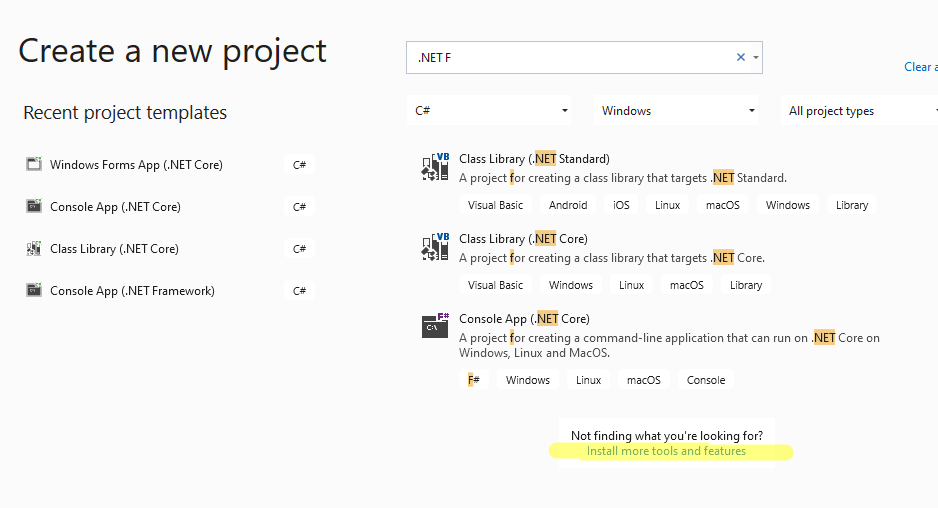 Create a new project
.NET F
Clear a
Recent project templates
C#
Windows
All project types
Windows Forms App (.NET Core)
C#
Console App (.NET Core)
C#
Class Library (.NET Core)
C#
Console App (.NET Framework)
C#
VB
Class Library (.NET Standard)
A project for creating a class library that targets .NET Standard.
Visual Basic
Android
iOS
Linux
macOS
Windows
Library
VB
Class Library (.NET Core)
A project for creating a class library that targets .NET Core.
Visual Basic
Windows
Linux
macOS
Library
F#
C:\
Console App (.NET Core)
A project for creating a command-line application that can run on .NET Core on
Windows, Linux and MacOS.
F#
Windows
Linux
macOS
Console
Not finding what you're looking for?
Install more tools and features